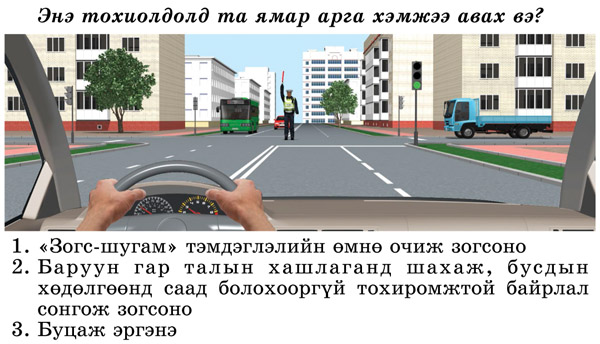 Энэ тохиолдолд та ямар арга хэмжээ авах вэ?
1. «Зогс-шугам» тэмдэглэлийн өмнө очиж зогсоно
2. Баруун гар талын хашлаганд шахаж, бусдын
хөдөлгөөнд саад болохооргүй тохиромжтой байрлал
сонгож зогсоно
3. Буцаж эргэнэ